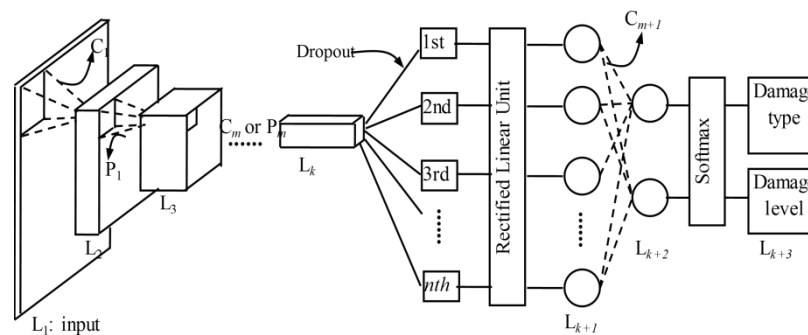 C1
P1
L1: input
L2
L3
Cm or Pm
Lk
Dropout
1st
2nd
3rd
nth
Rectified Linear Unit
Lk+1
Cm+1
Lk+2
Softmax
Damage
type
Damage
level
Lk+3